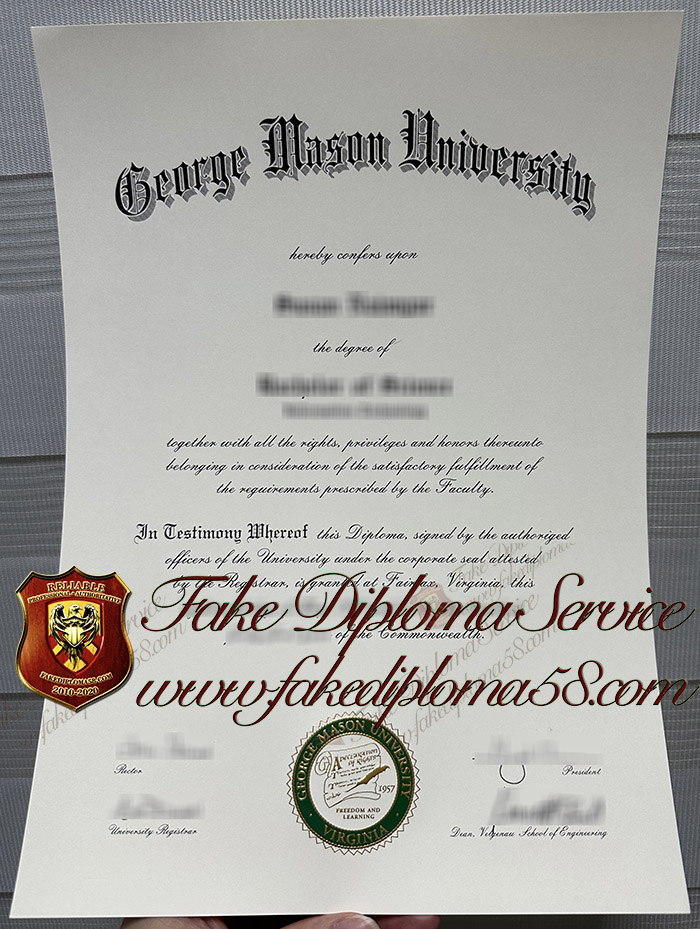 George Mason University
hereby confers upon
the degree of
together with all the rights, privileges and honors thereunto
belonging in consideration of the satisfactory fulfillment of
the requirements prescribed by the Faculty.
In Testimony Whereof this Diploma, signed by the authorized
officers of the University under the corporate seal attested
by the Registrar, is granted at Fairfax, Virginia, this
of the Commonwealth.
RELIABLE
FAKEDIPLOMA58.COM
2010-2020
Fake Diploma Service
www.fakediploma58.com
Rector
President
University Registrar
Dean, Volgenau School of Engineering
GEORGE MASON UNIVERSITY
1957
FREEDOM AND
LEARNING
VIRGINIA